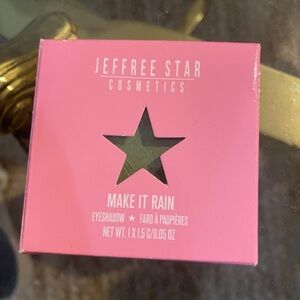 JEFFREE STAR
COSMETICS
MAKE IT RAIN
EYESHADOW ★ FARD À PAUPIÈRES
NET WT. 1 X 1.5 G/0.05 OZ